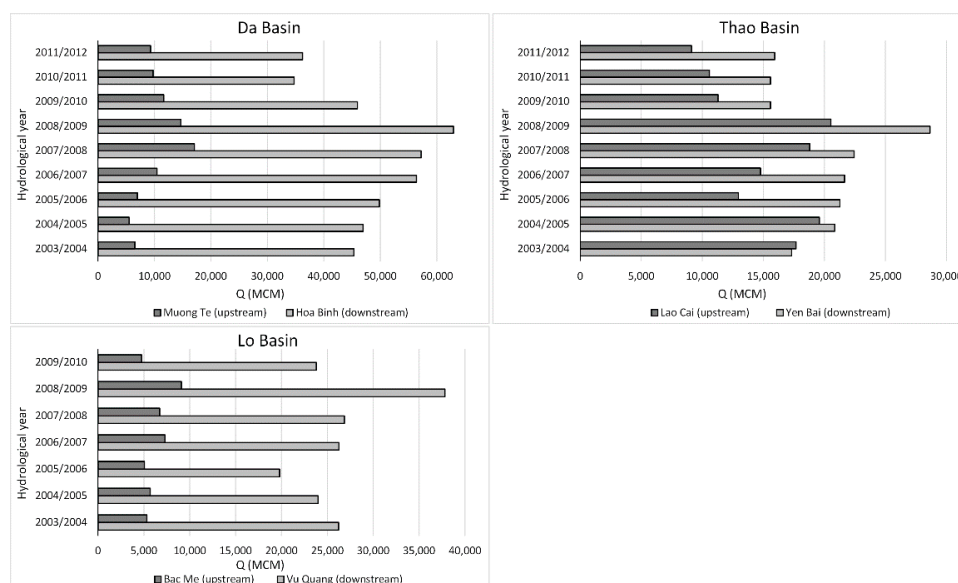 Da Basin
Hydrological year
2011/2012
2010/2011
2009/2010
2008/2009
2007/2008
2006/2007
2005/2006
2004/2005
2003/2004
0 10,000 20,000 30,000 40,000 50,000 60,000
Q (MCM)
Muong Te (upstream) Hoa Binh (downstream)
Thao Basin
Hydrological year
2011/2012
2010/2011
2009/2010
2008/2009
2007/2008
2006/2007
2005/2006
2004/2005
2003/2004
0 5,000 10,000 15,000 20,000 25,000 30,000
Q (MCM)
Lao Cai (upstream) Yen Bai (downstream)
Lo Basin
Hydrological year
2009/2010
2008/2009
2007/2008
2006/2007
2005/2006
2004/2005
2003/2004
0 5,000 10,000 15,000 20,000 25,000 30,000 35,000 40,000
Q (MCM)
Bac Me (upstream) Vu Quang (downstream)